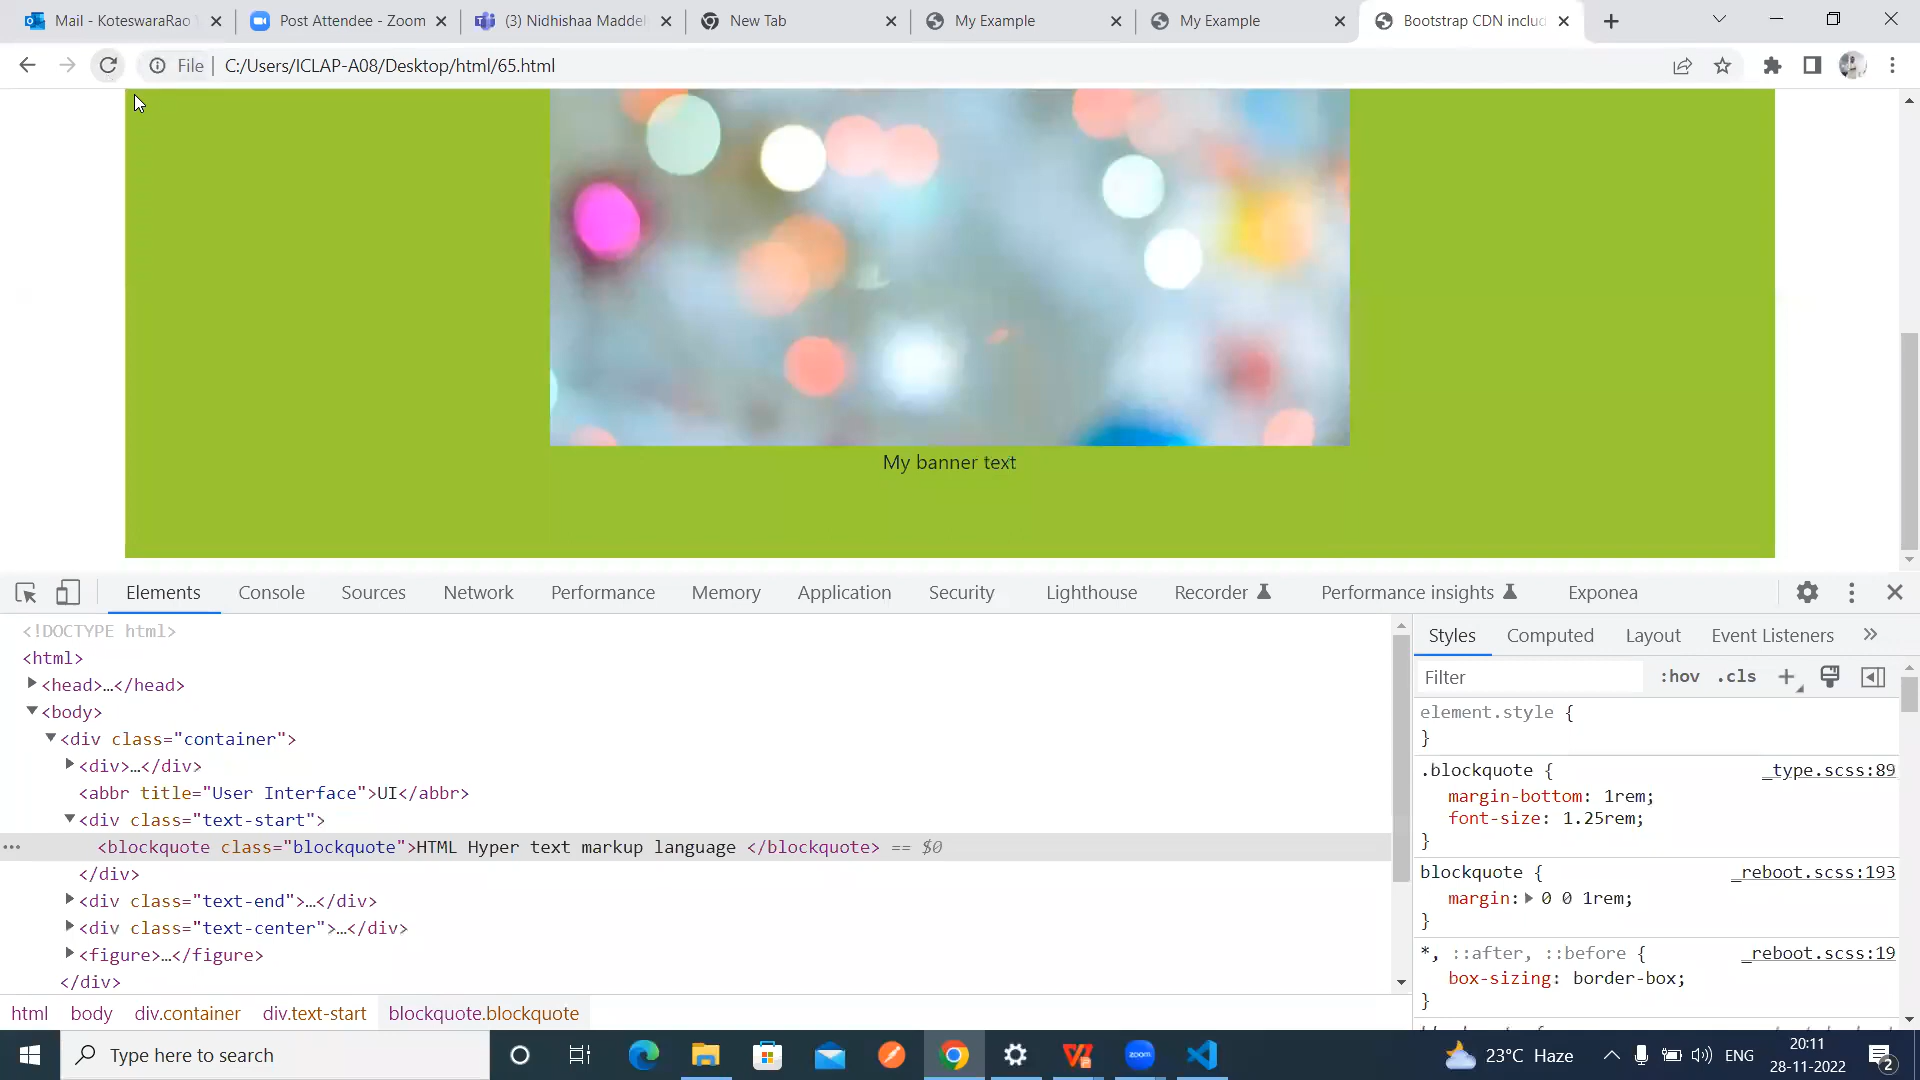 Mail - KoteswaraRao
Post Attendee - Zoom
(3) Nidhishaa Maddel
New Tab
My Example
My Example
Bootstrap CDN includ
File
C:/Users/ICLAP-A08/Desktop/html/65.html
My banner text
Elements
Console
Sources
Network
Performance
Memory
Application
Security
Lighthouse
Recorder
Performance insights
Exponea
<!DOCTYPE html>
<html>
<head>…</head>
<body>
<div class="container">
<div>…</div>
<abbr title="User Interface">UI</abbr>
<div class="text-start">
<blockquote class="blockquote">HTML Hyper text markup language </blockquote> == $0
</div>
<div class="text-end">…</div>
<div class="text-center">…</div>
<figure>…</figure>
</div>
html body div.container div.text-start blockquote.blockquote
Styles
Computed
Layout
Event Listeners
Filter
:hov .cls
element.style {
}
.blockquote {
_type.scss:89
margin-bottom: 1rem;
font-size: 1.25rem;
}
blockquote {
_reboot.scss:193
margin: 0 0 1rem;
}
*, ::after, ::before {
_reboot.scss:19
box-sizing: border-box;
}
Type here to search
zoom
23°C Haze
ENG
20:11
28-11-2022
2